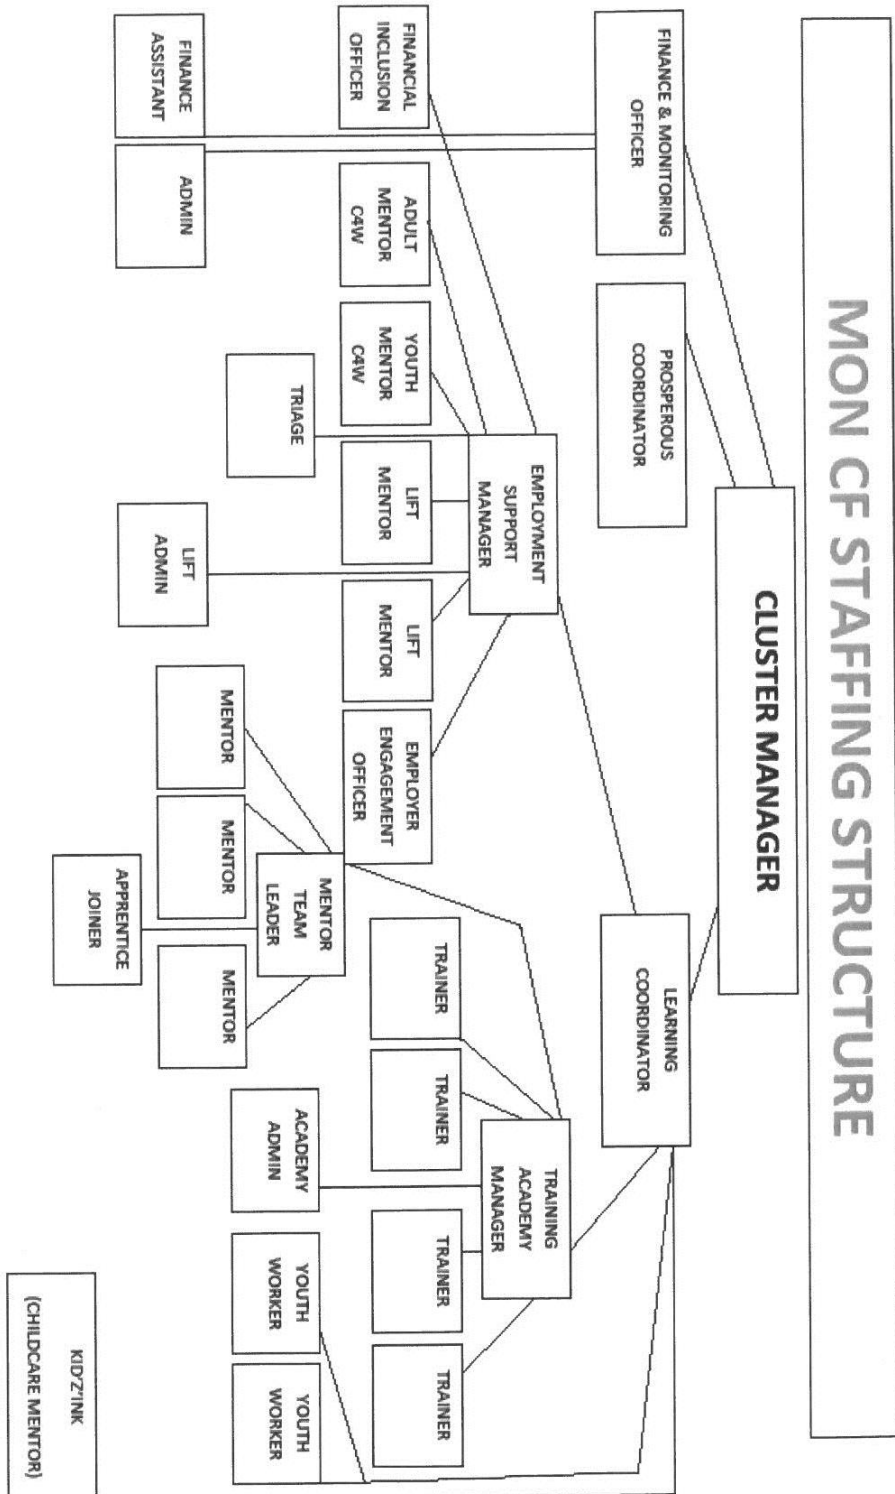 MON CF STAFFING STRUCTURE
CLUSTER MANAGER
FINANCE & MONITORING
OFFICER
PROSPEROUS
COORDINATOR
LEARNING
COORDINATOR
EMPLOYMENT
SUPPORT
MANAGER
TRAINING
ACADEMY
MANAGER
FINANCIAL
INCLUSION
OFFICER
ADULT
MENTOR
C4W
YOUTH
MENTOR
C4W
LIFT
MENTOR
LIFT
MENTOR
EMPLOYER
ENGAGEMENT
OFFICER
TRAINER
TRAINER
TRAINER
TRAINER
TRIAGE
MENTOR
TEAM
LEADER
ACADEMY
ADMIN
YOUTH
WORKER
YOUTH
WORKER
FINANCE
ASSISTANT
ADMIN
LIFT
ADMIN
MENTOR
MENTOR
MENTOR
APPRENTICE
JOINER
KID'Z'INK
(CHILDCARE MENTOR)